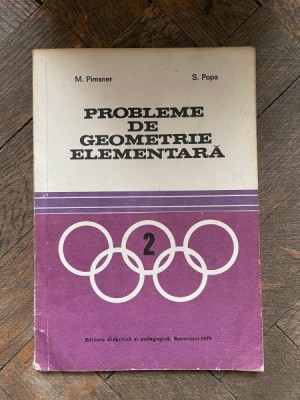 M. Pimsner S. Popa
PROBLEME
DE
GEOMETRIE
ELEMENTARĂ
2
Editura didactică și pedagogică, București-1979